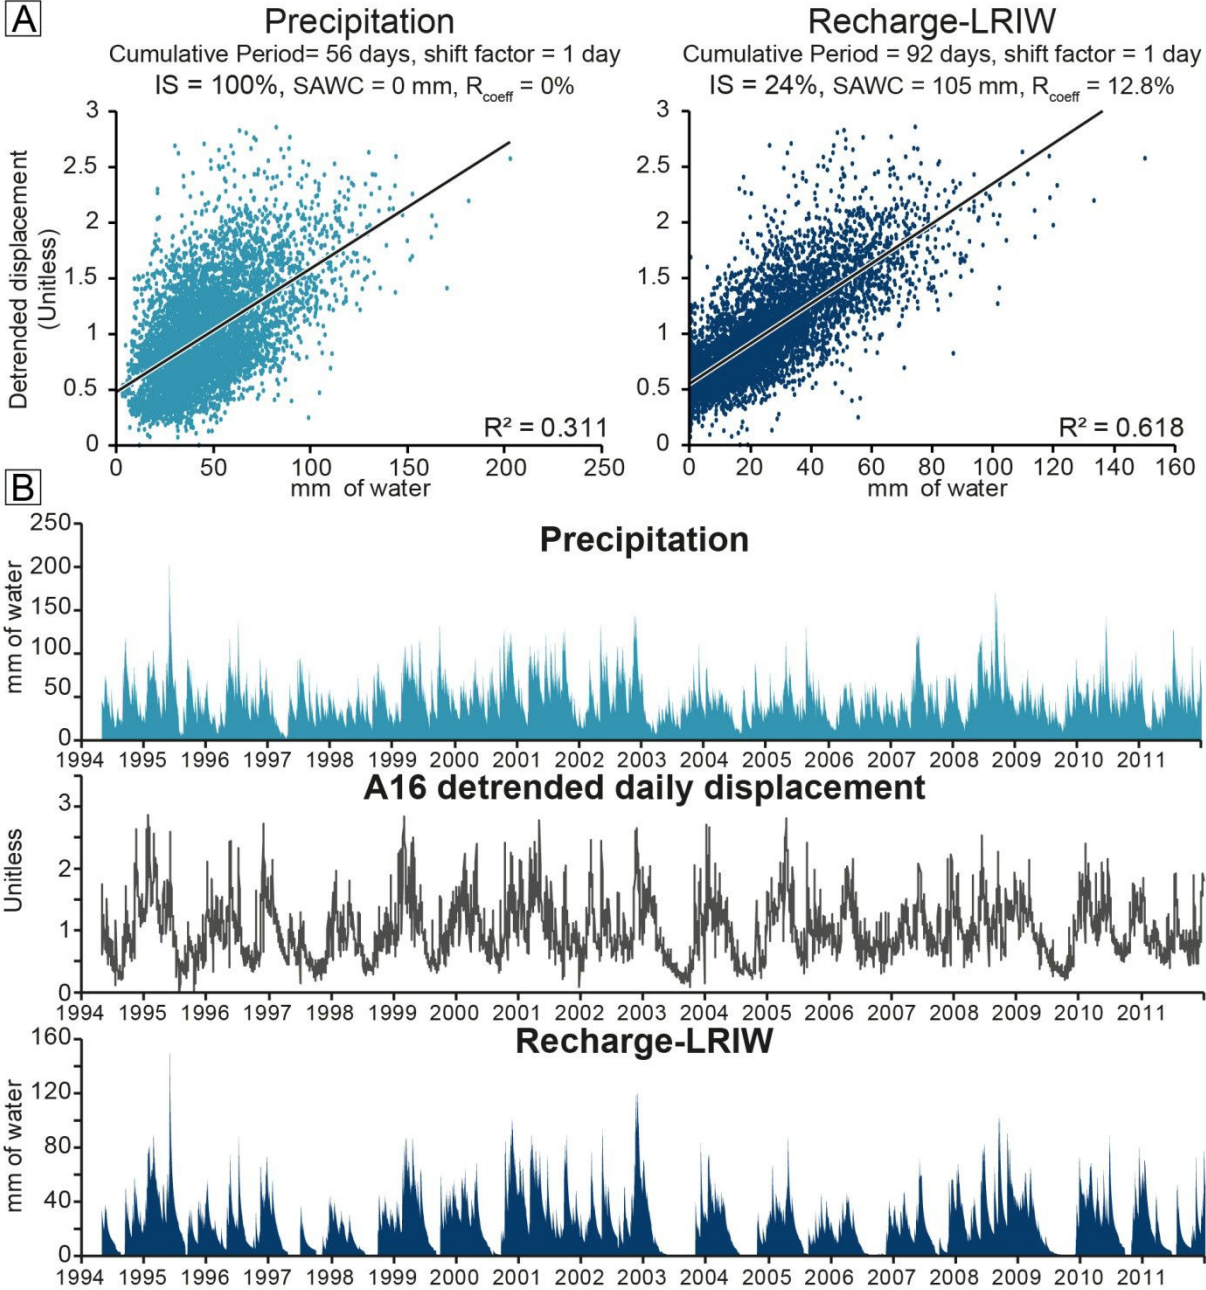 A
Precipitation
Cumulative Period= 56 days, shift factor = 1 day
IS = 100%, SAWC = 0 mm, Rcoeff = 0%
Recharge-LRIW
Cumulative Period = 92 days, shift factor = 1 day
IS = 24%, SAWC = 105 mm, Rcoeff = 12.8%
Detrended displacement
(Unitless)
3
2.5
2
1.5
1
0.5
0
R² = 0.311
0 50 100 150 200 250
mm of water
3
2.5
2
1.5
1
0.5
0
R² = 0.618
0 20 40 60 80 100 120 140 160
mm of water
B
Precipitation
mm of water
250
200
150
100
50
0
1994 1995 1996 1997 1998 1999 2000 2001 2002 2003 2004 2005 2006 2007 2008 2009 2010 2011
A16 detrended daily displacement
Unitless
3
2
1
0
1994 1995 1996 1997 1998 1999 2000 2001 2002 2003 2004 2005 2006 2007 2008 2009 2010 2011
Recharge-LRIW
mm of water
160
120
80
40
0
1994 1995 1996 1997 1998 1999 2000 2001 2002 2003 2004 2005 2006 2007 2008 2009 2010 2011